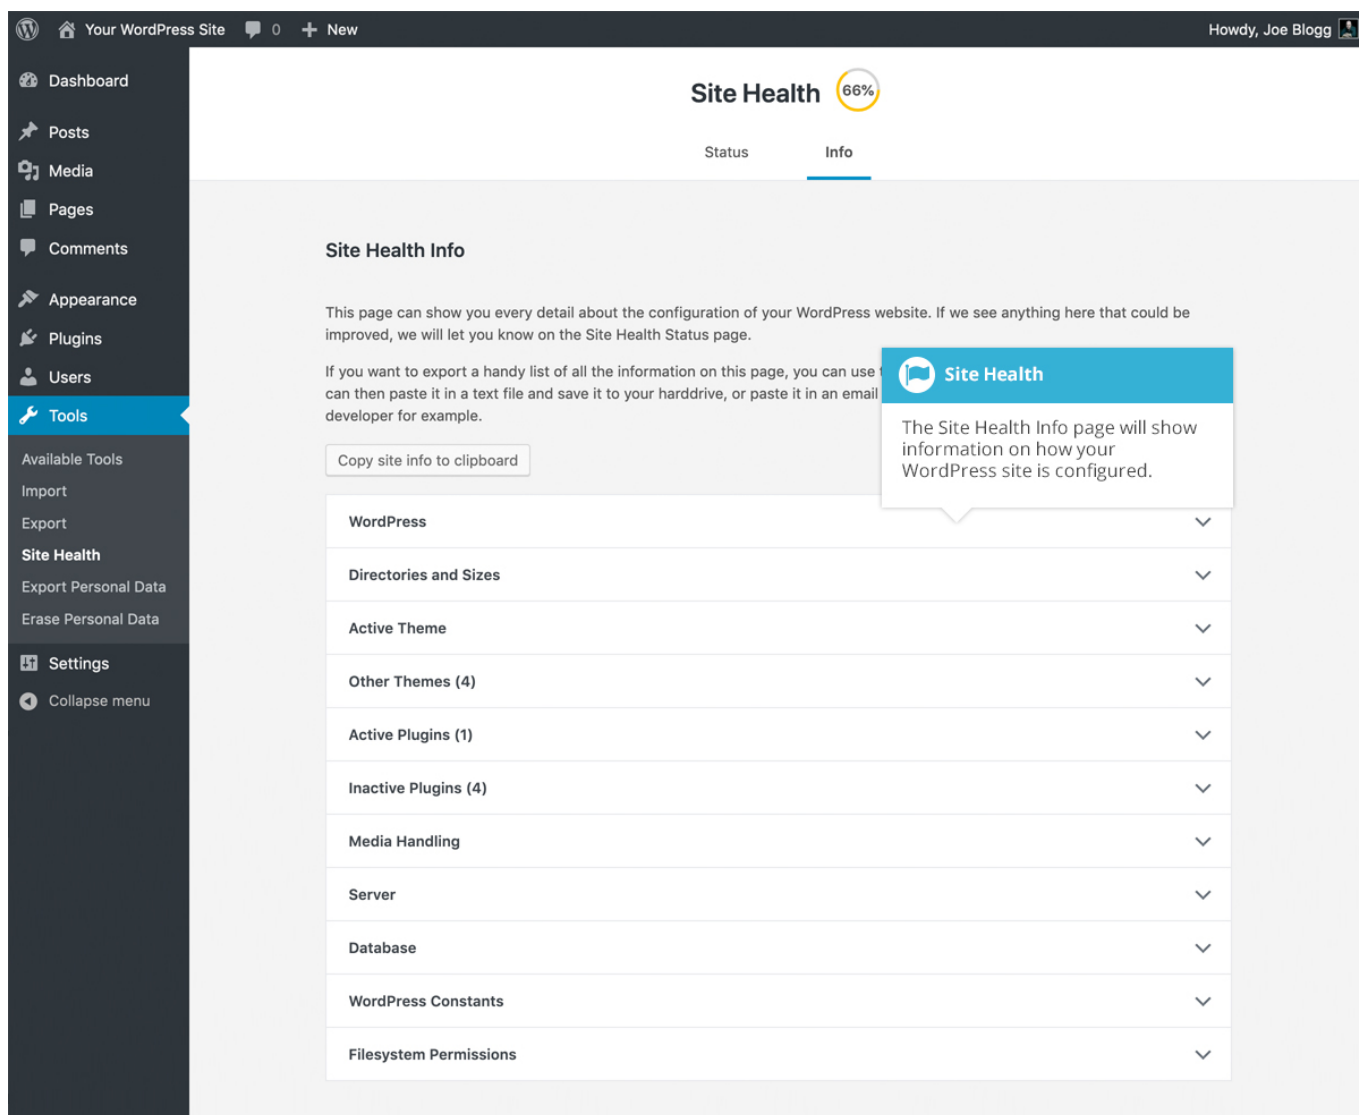 Your WordPress Site 0 New Howdy, Joe Blogg
Dashboard
Posts
Media
Pages
Comments
Appearance
Plugins
Users
Tools
Available Tools
Import
Export
Site Health
Export Personal Data
Erase Personal Data
Settings
Collapse menu
Site Health 66%
Status Info
Site Health Info
This page can show you every detail about the configuration of your WordPress website. If we see anything here that could be
improved, we will let you know on the Site Health Status page.
If you want to export a handy list of all the information on this page, you can use
can then paste it in a text file and save it to your harddrive, or paste it in an email
developer for example.
Site Health
The Site Health Info page will show
information on how your
WordPress site is configured.
Copy site info to clipboard
WordPress
Directories and Sizes
Active Theme
Other Themes (4)
Active Plugins (1)
Inactive Plugins (4)
Media Handling
Server
Database
WordPress Constants
Filesystem Permissions